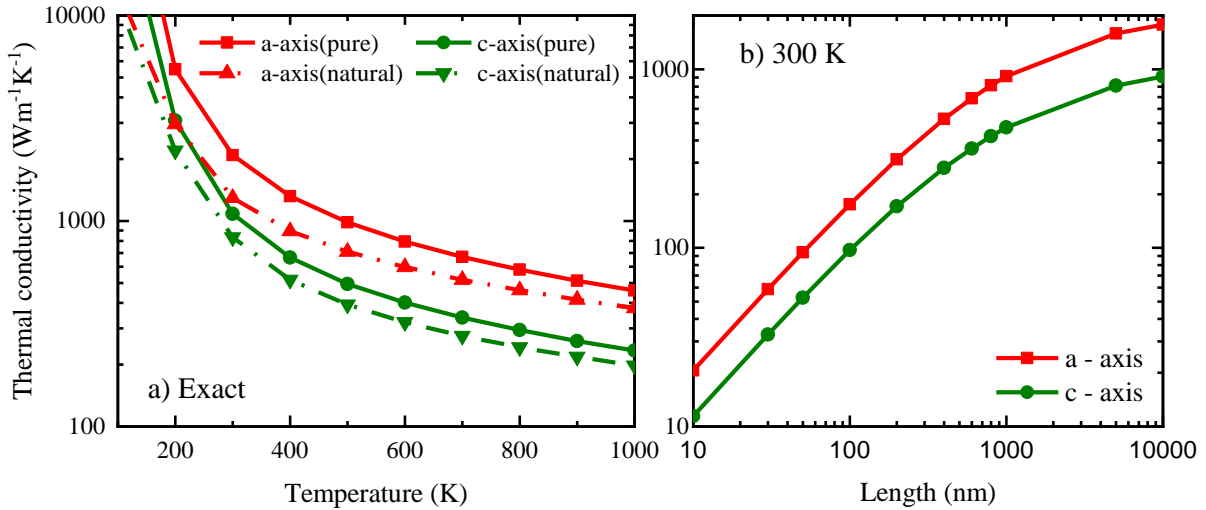 Thermal conductivity (Wm⁻¹K⁻¹)
10000
1000
100
a-axis(pure)
c-axis(pure)
a-axis(natural)
c-axis(natural)
a) Exact
200
400
600
800
1000
Temperature (K)
b) 300 K
1000
100
10
a - axis
c - axis
10
100
1000
10000
Length (nm)